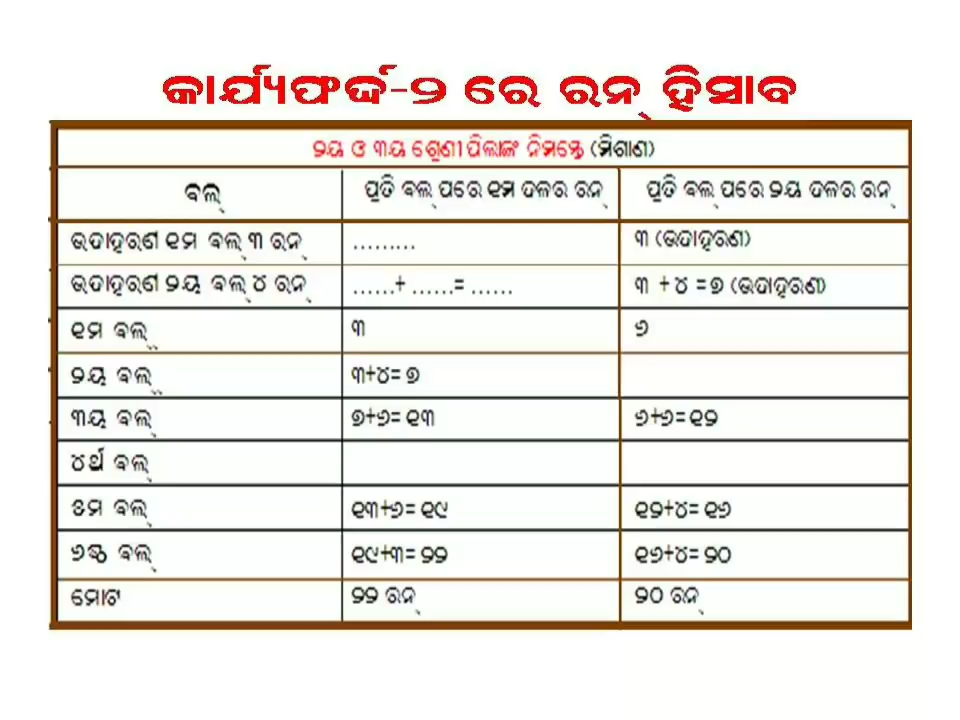 କାର୍ଯ୍ୟଫର୍ଦ୍ଦ-୨ ରେ ରନ୍ ହିସାବ
୨ୟ ଓ ୩ୟ ଶ୍ରେଣୀ ପିଲାଙ୍କ ନିମନ୍ତେ (ମିଶାଣ)
ବଲ୍ ପ୍ରତି ବଲ୍ ପରେ ୧ମ ଦଳର ରନ୍ ପ୍ରତି ବଲ୍ ପରେ ୨ୟ ଦଳର ରନ୍
ଉଦାହରଣ ୧ମ ବଲ୍ ୩ ରନ୍ ......... ୩ (ଉଦାହରଣ)
ଉଦାହରଣ ୨ୟ ବଲ୍ ୪ ରନ୍ ......+ ......= ...... ୩ +୪ =୭ (ଉଦାହରଣ)
୧ମ ବଲ୍ ୩ ୬
୨ୟ ବଲ୍ ୩+୪= ୭
୩ୟ ବଲ୍ ୭+୬= ୧୩ ୬+୬= ୧୨
୪ର୍ଥ ବଲ୍
୫ମ ବଲ୍ ୧୩+୬= ୧୯ ୧୨+୪= ୧୬
୬ଷ୍ଠ ବଲ୍ ୧୯+୩= ୨୨ ୧୬+୪= ୨୦
ମୋଟ ୨୨ ରନ୍ ୨୦ ରନ୍